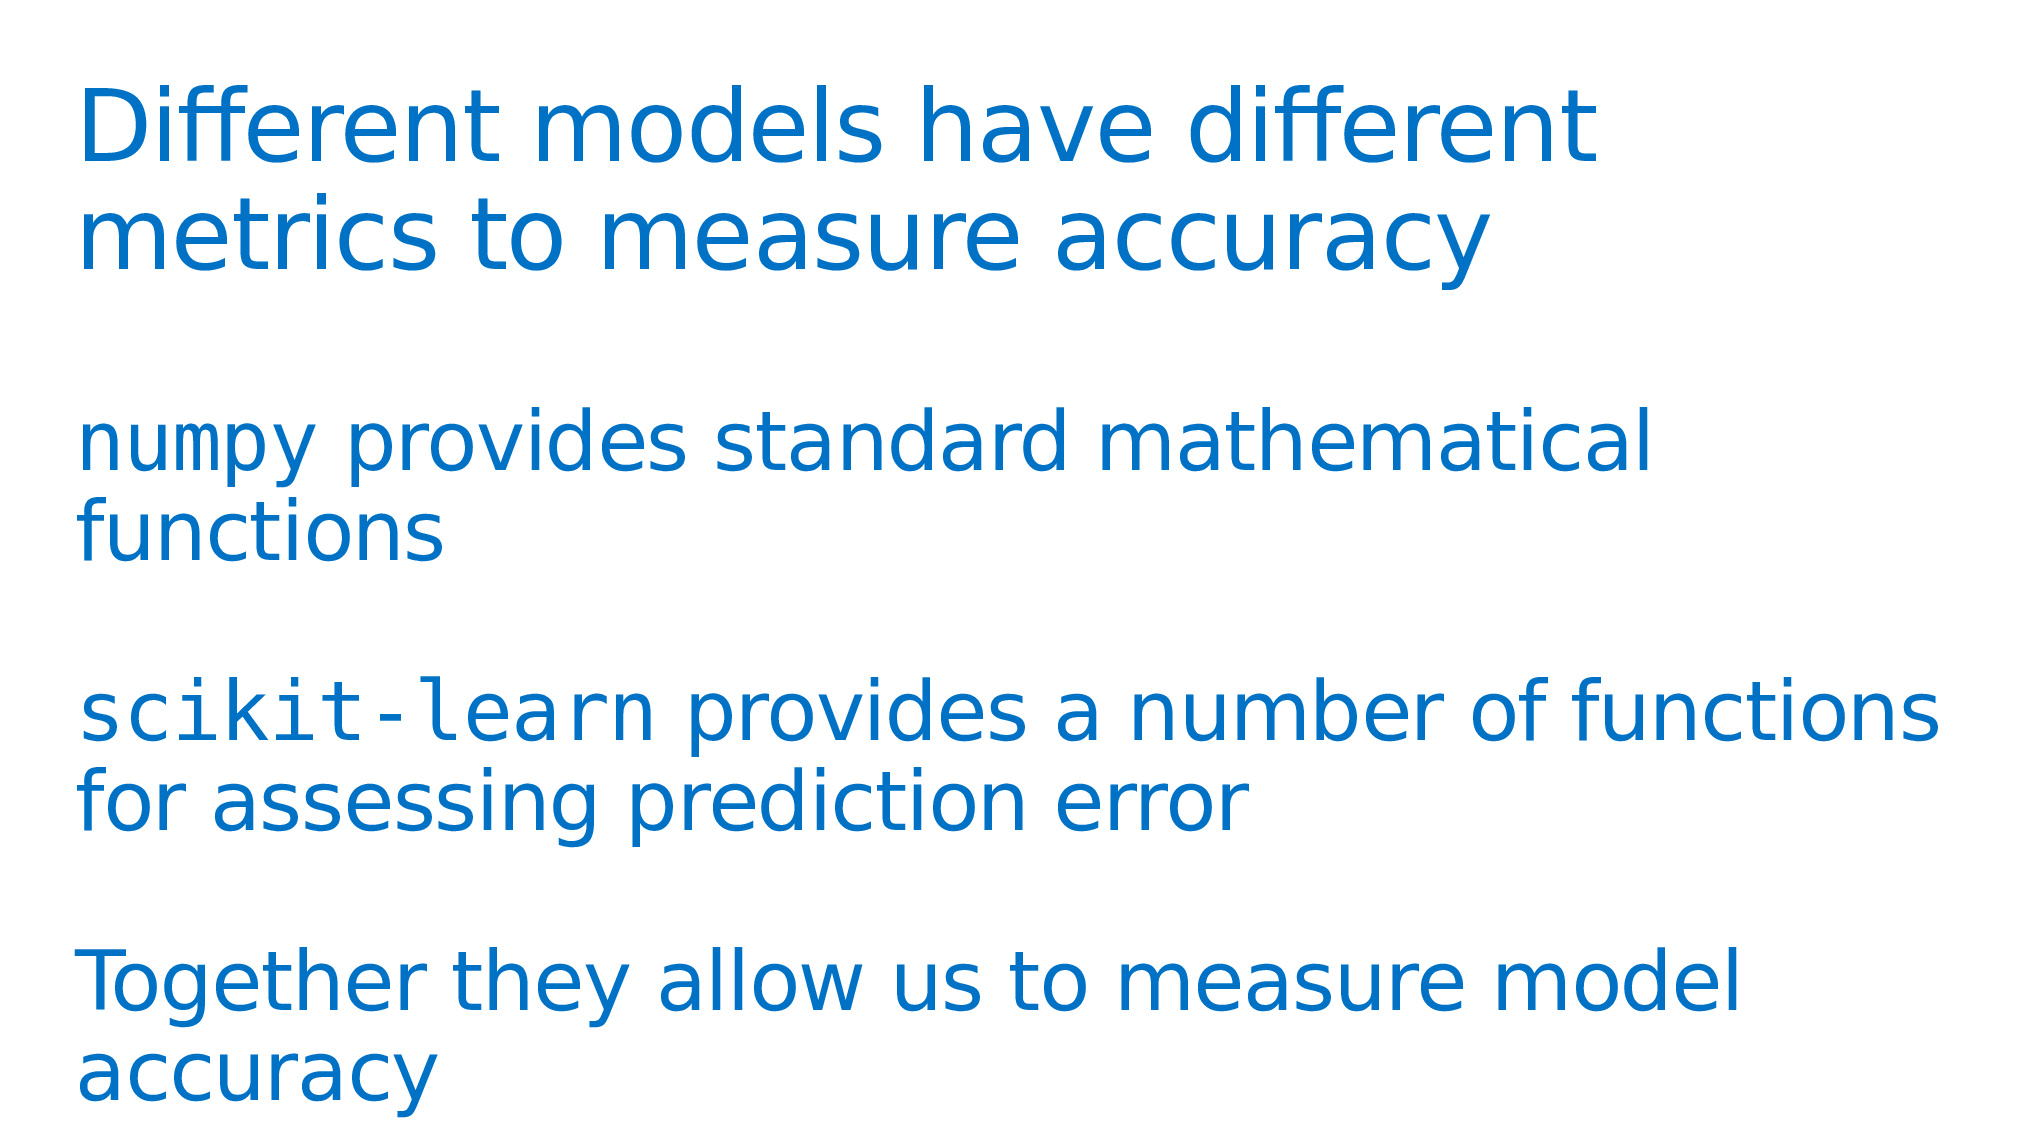 Different models have different
metrics to measure accuracy
numpy provides standard mathematical
functions
scikit-learn provides a number of functions
for assessing prediction error
Together they allow us to measure model
accuracy